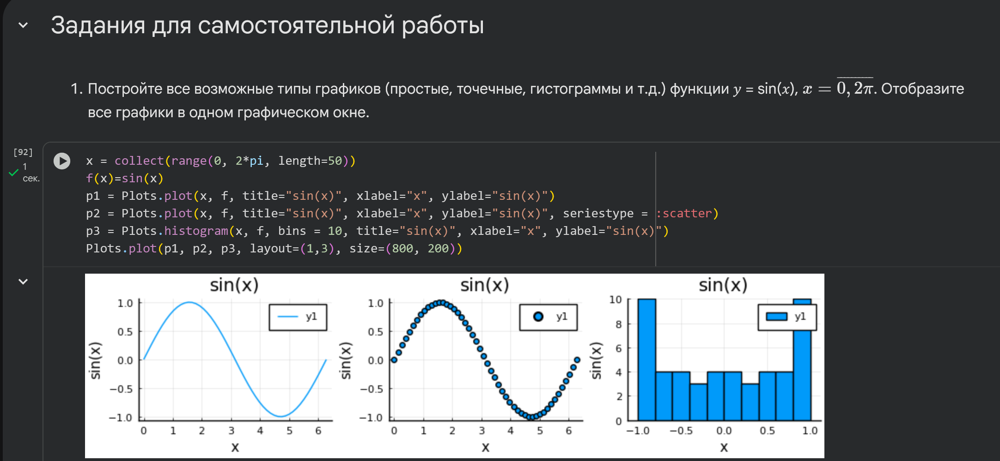 Задания для самостоятельной работы
1. Постройте все возможные типы графиков (простые, точечные, гистограммы и т.д.) функции y = sin(x), x = 0, 2π. Отобразите
все графики в одном графическом окне.
[92]
1
сек.
x = collect(range(0, 2*pi, length=50))
f(x)=sin(x)
p1 = Plots.plot(x, f, title="sin(x)", xlabel="x", ylabel="sin(x)")
p2 = Plots.plot(x, f, title="sin(x)", xlabel="x", ylabel="sin(x)", seriestype = :scatter)
p3 = Plots.histogram(x, f, bins = 10, title="sin(x)", xlabel="x", ylabel="sin(x)")
Plots.plot(p1, p2, p3, layout=(1,3), size=(800, 200))
sin(x)
1.0
0.5
0.0
−0.5
−1.0
sin(x)
y1
0 1 2 3 4 5 6
x
sin(x)
1.0
0.5
0.0
−0.5
−1.0
sin(x)
y1
0 1 2 3 4 5 6
x
sin(x)
10
8
6
4
2
0
sin(x)
y1
−1.0 −0.5 0.0 0.5 1.0
x